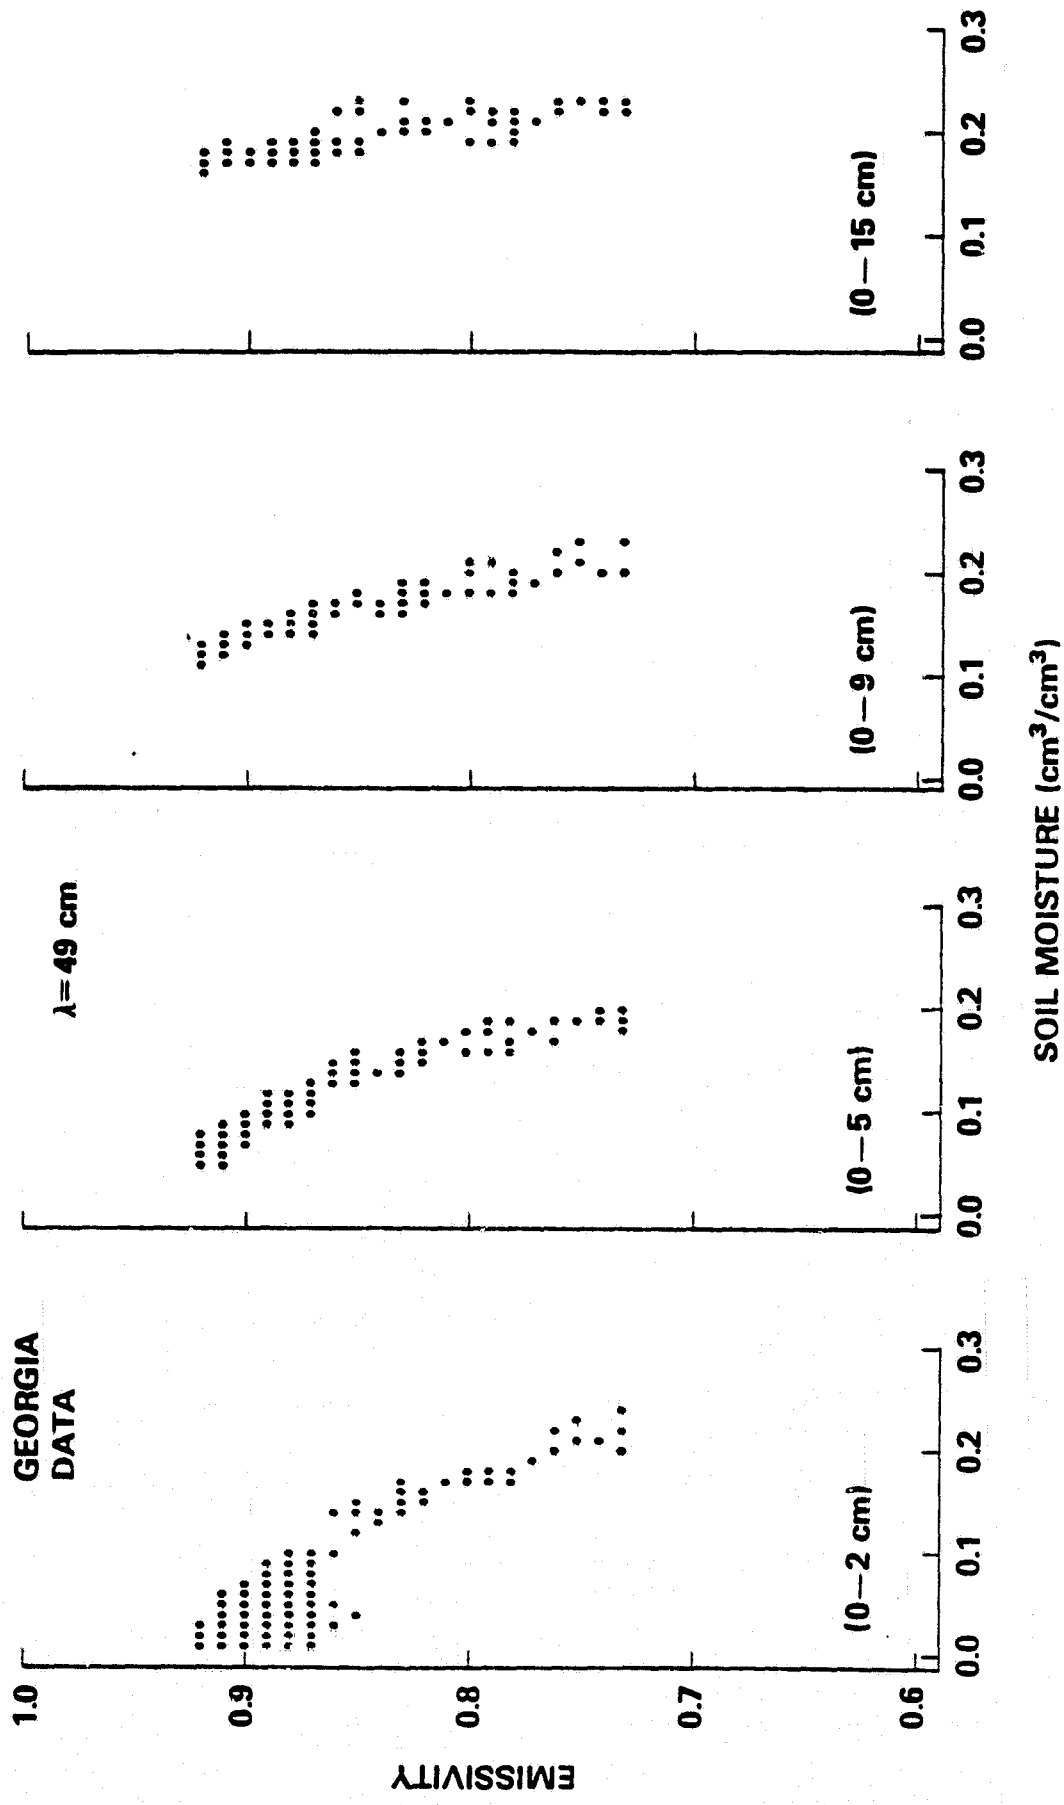 GEORGIA
DATA
λ=49 cm
EMISSIVITY
1.0
0.9
0.8
0.7
0.6
(0—2 cm)
0.0 0.1 0.2 0.3
(0—5 cm)
0.0 0.1 0.2 0.3
(0—9 cm)
0.0 0.1 0.2 0.3
(0—15 cm)
0.0 0.1 0.2 0.3
SOIL MOISTURE (cm³/cm³)